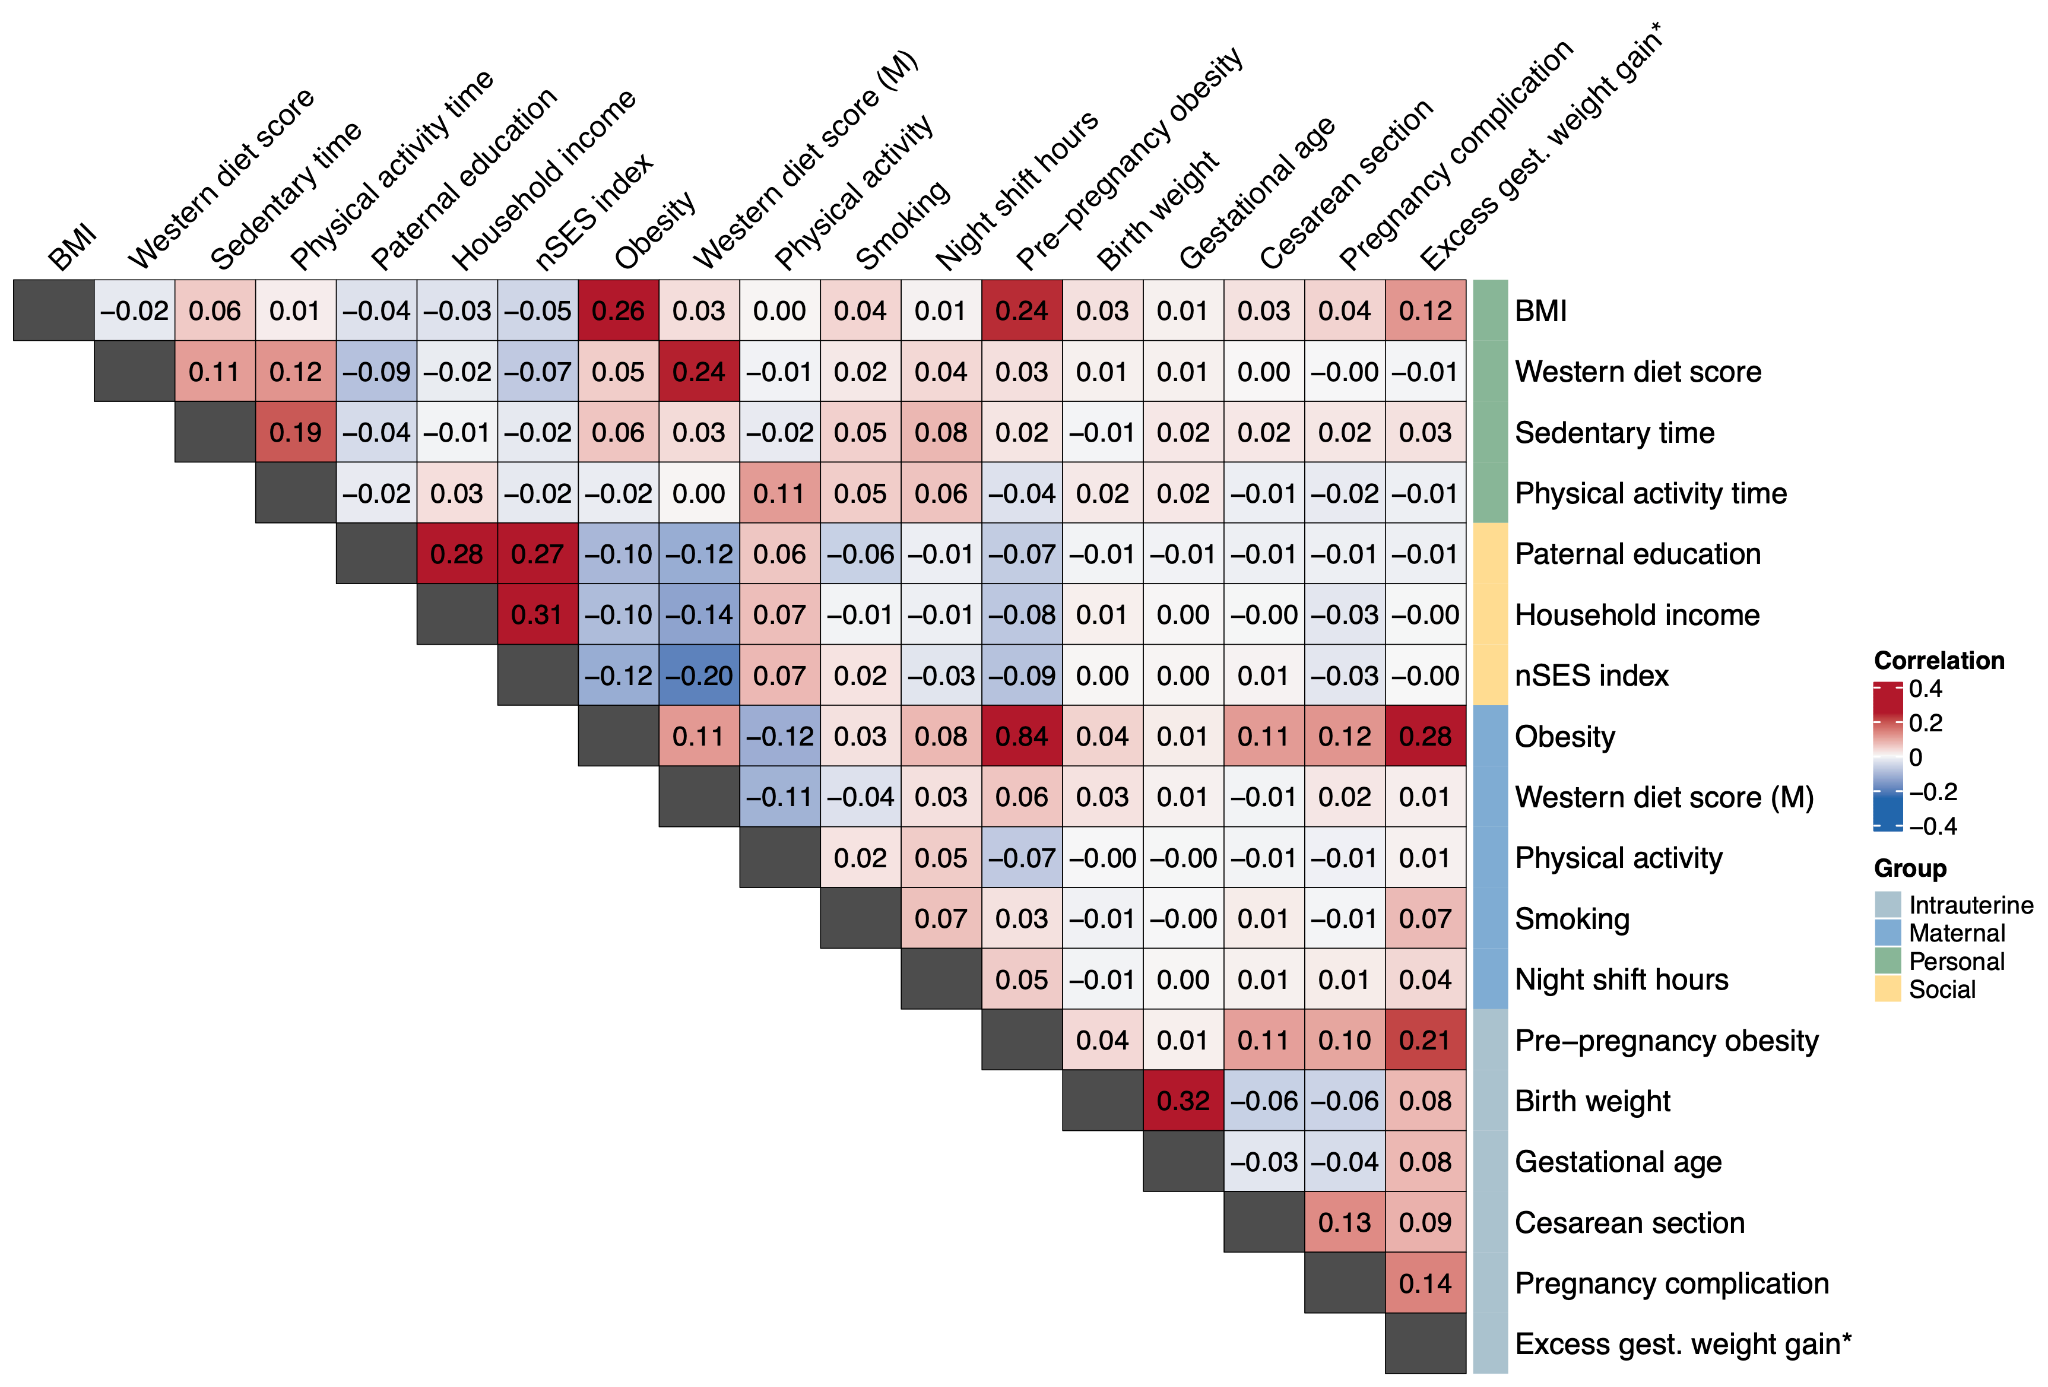 BMI
Western diet score
Sedentary time
Physical activity time
Paternal education
Household income
nSES index
Obesity
Western diet score (M)
Physical activity
Smoking
Night shift hours
Pre−pregnancy obesity
Birth weight
Gestational age
Cesarean section
Pregnancy complication
Excess gest. weight gain*
−0.02 0.06 0.01 −0.04 −0.03 −0.05 0.26 0.03 0.00 0.04 0.01 0.24 0.03 0.01 0.03 0.04 0.12 BMI
0.11 0.12 −0.09 −0.02 −0.07 0.05 0.24 −0.01 0.02 0.04 0.03 0.01 0.01 0.00 −0.00 −0.01 Western diet score
0.19 −0.04 −0.01 −0.02 0.06 0.03 −0.02 0.05 0.08 0.02 −0.01 0.02 0.02 0.02 0.03 Sedentary time
−0.02 0.03 −0.02 −0.02 0.00 0.11 0.05 0.06 −0.04 0.02 0.02 −0.01 −0.02 −0.01 Physical activity time
0.28 0.27 −0.10 −0.12 0.06 −0.06 −0.01 −0.07 −0.01 −0.01 −0.01 −0.01 −0.01 Paternal education
0.31 −0.10 −0.14 0.07 −0.01 −0.01 −0.08 0.01 0.00 −0.00 −0.03 −0.00 Household income
−0.12 −0.20 0.07 0.02 −0.03 −0.09 0.00 0.00 0.01 −0.03 −0.00 nSES index
0.11 −0.12 0.03 0.08 0.84 0.04 0.01 0.11 0.12 0.28 Obesity
−0.11 −0.04 0.03 0.06 0.03 0.01 −0.01 0.02 0.01 Western diet score (M)
0.02 0.05 −0.07 −0.00 −0.00 −0.01 −0.01 0.01 Physical activity
0.07 0.03 −0.01 −0.00 0.01 −0.01 0.07 Smoking
0.05 −0.01 0.00 0.01 0.01 0.04 Night shift hours
0.04 0.01 0.11 0.10 0.21 Pre−pregnancy obesity
0.32 −0.06 −0.06 0.08 Birth weight
−0.03 −0.04 0.08 Gestational age
0.13 0.09 Cesarean section
0.14 Pregnancy complication
Excess gest. weight gain*
Correlation
0.4
0.2
0
−0.2
−0.4
Group
Intrauterine
Maternal
Personal
Social